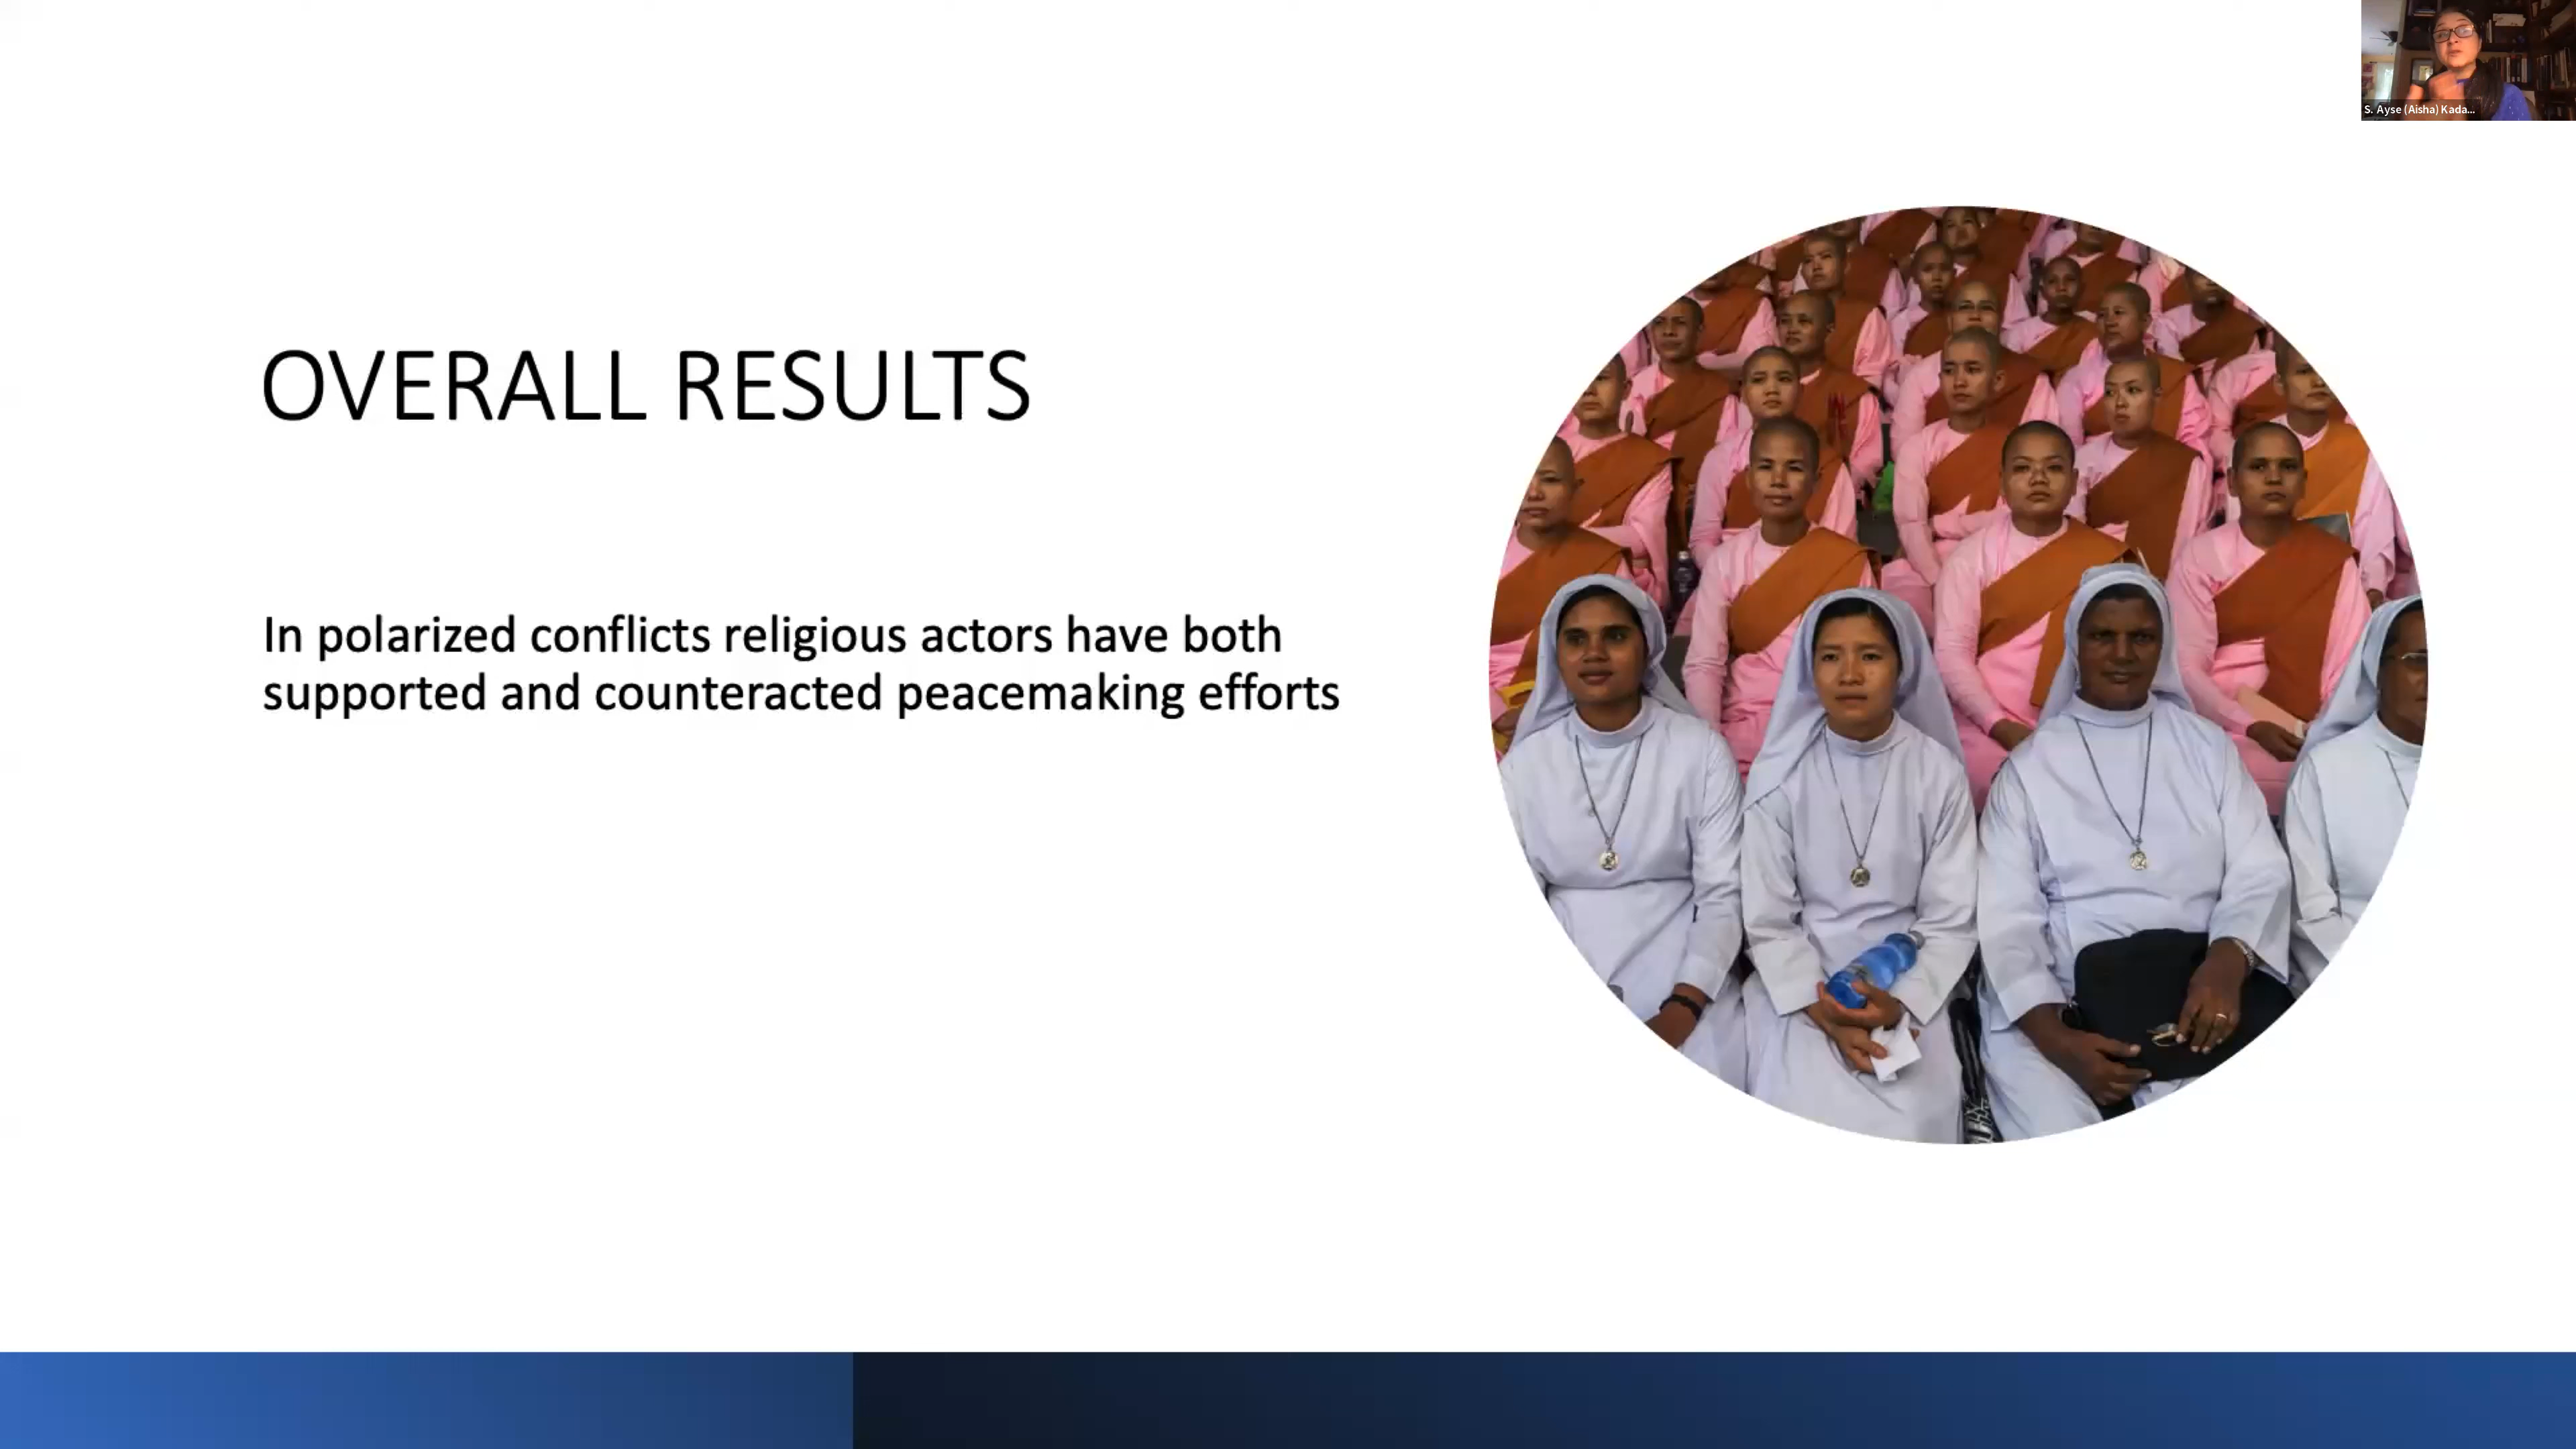 S. Ayse (Aisha) Kada...
OVERALL RESULTS
In polarized conflicts religious actors have both
supported and counteracted peacemaking efforts